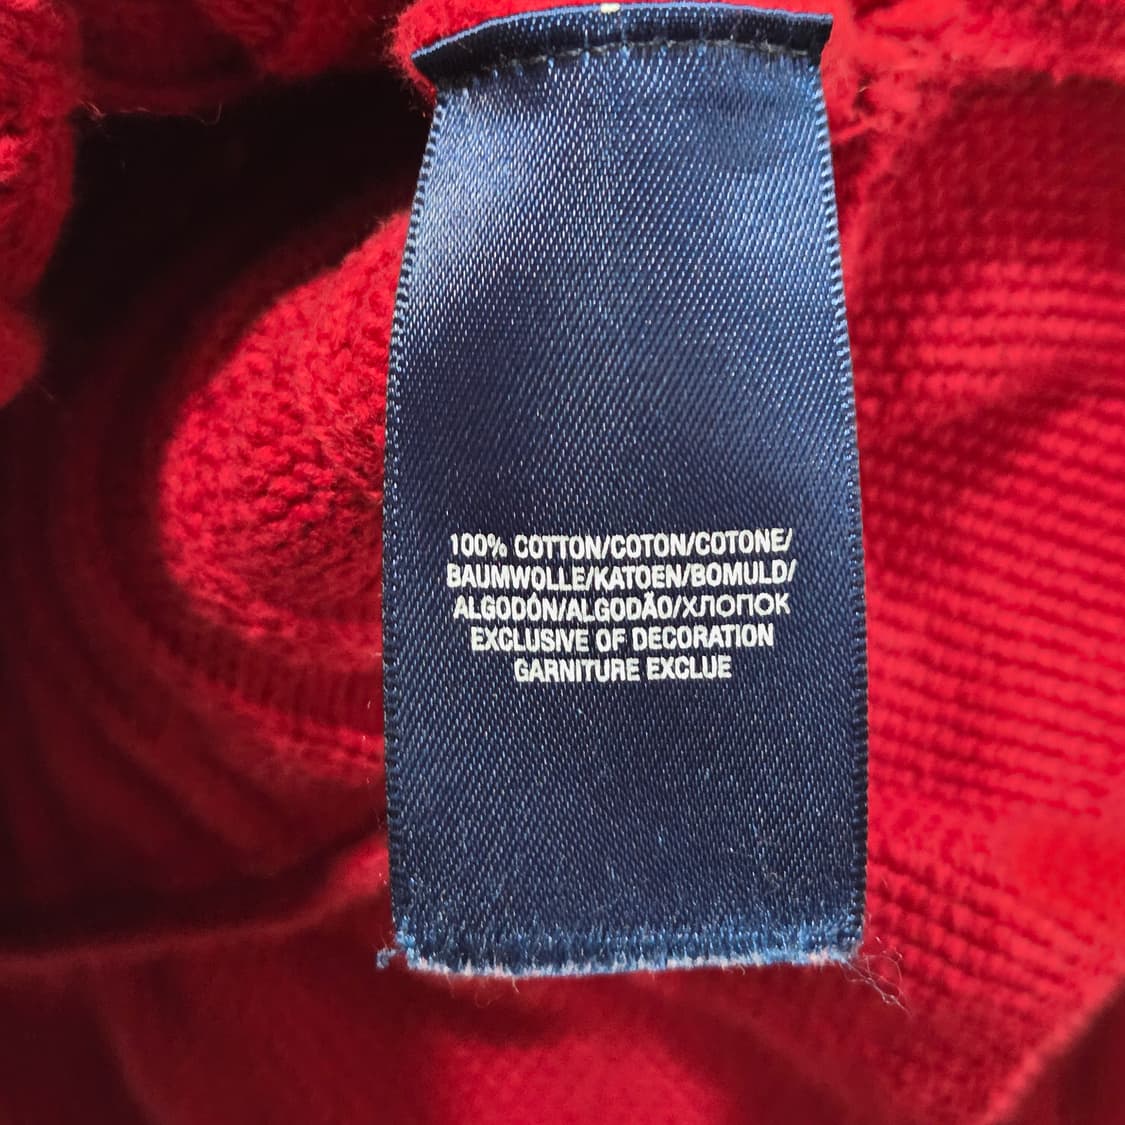 100% COTTON/COTON/COTONE/
BAUMWOLLE/KATOEN/BOMULD/
ALGODÓN/ALGODÃO/ХЛОПОК
EXCLUSIVE OF DECORATION
GARNITURE EXCLUE